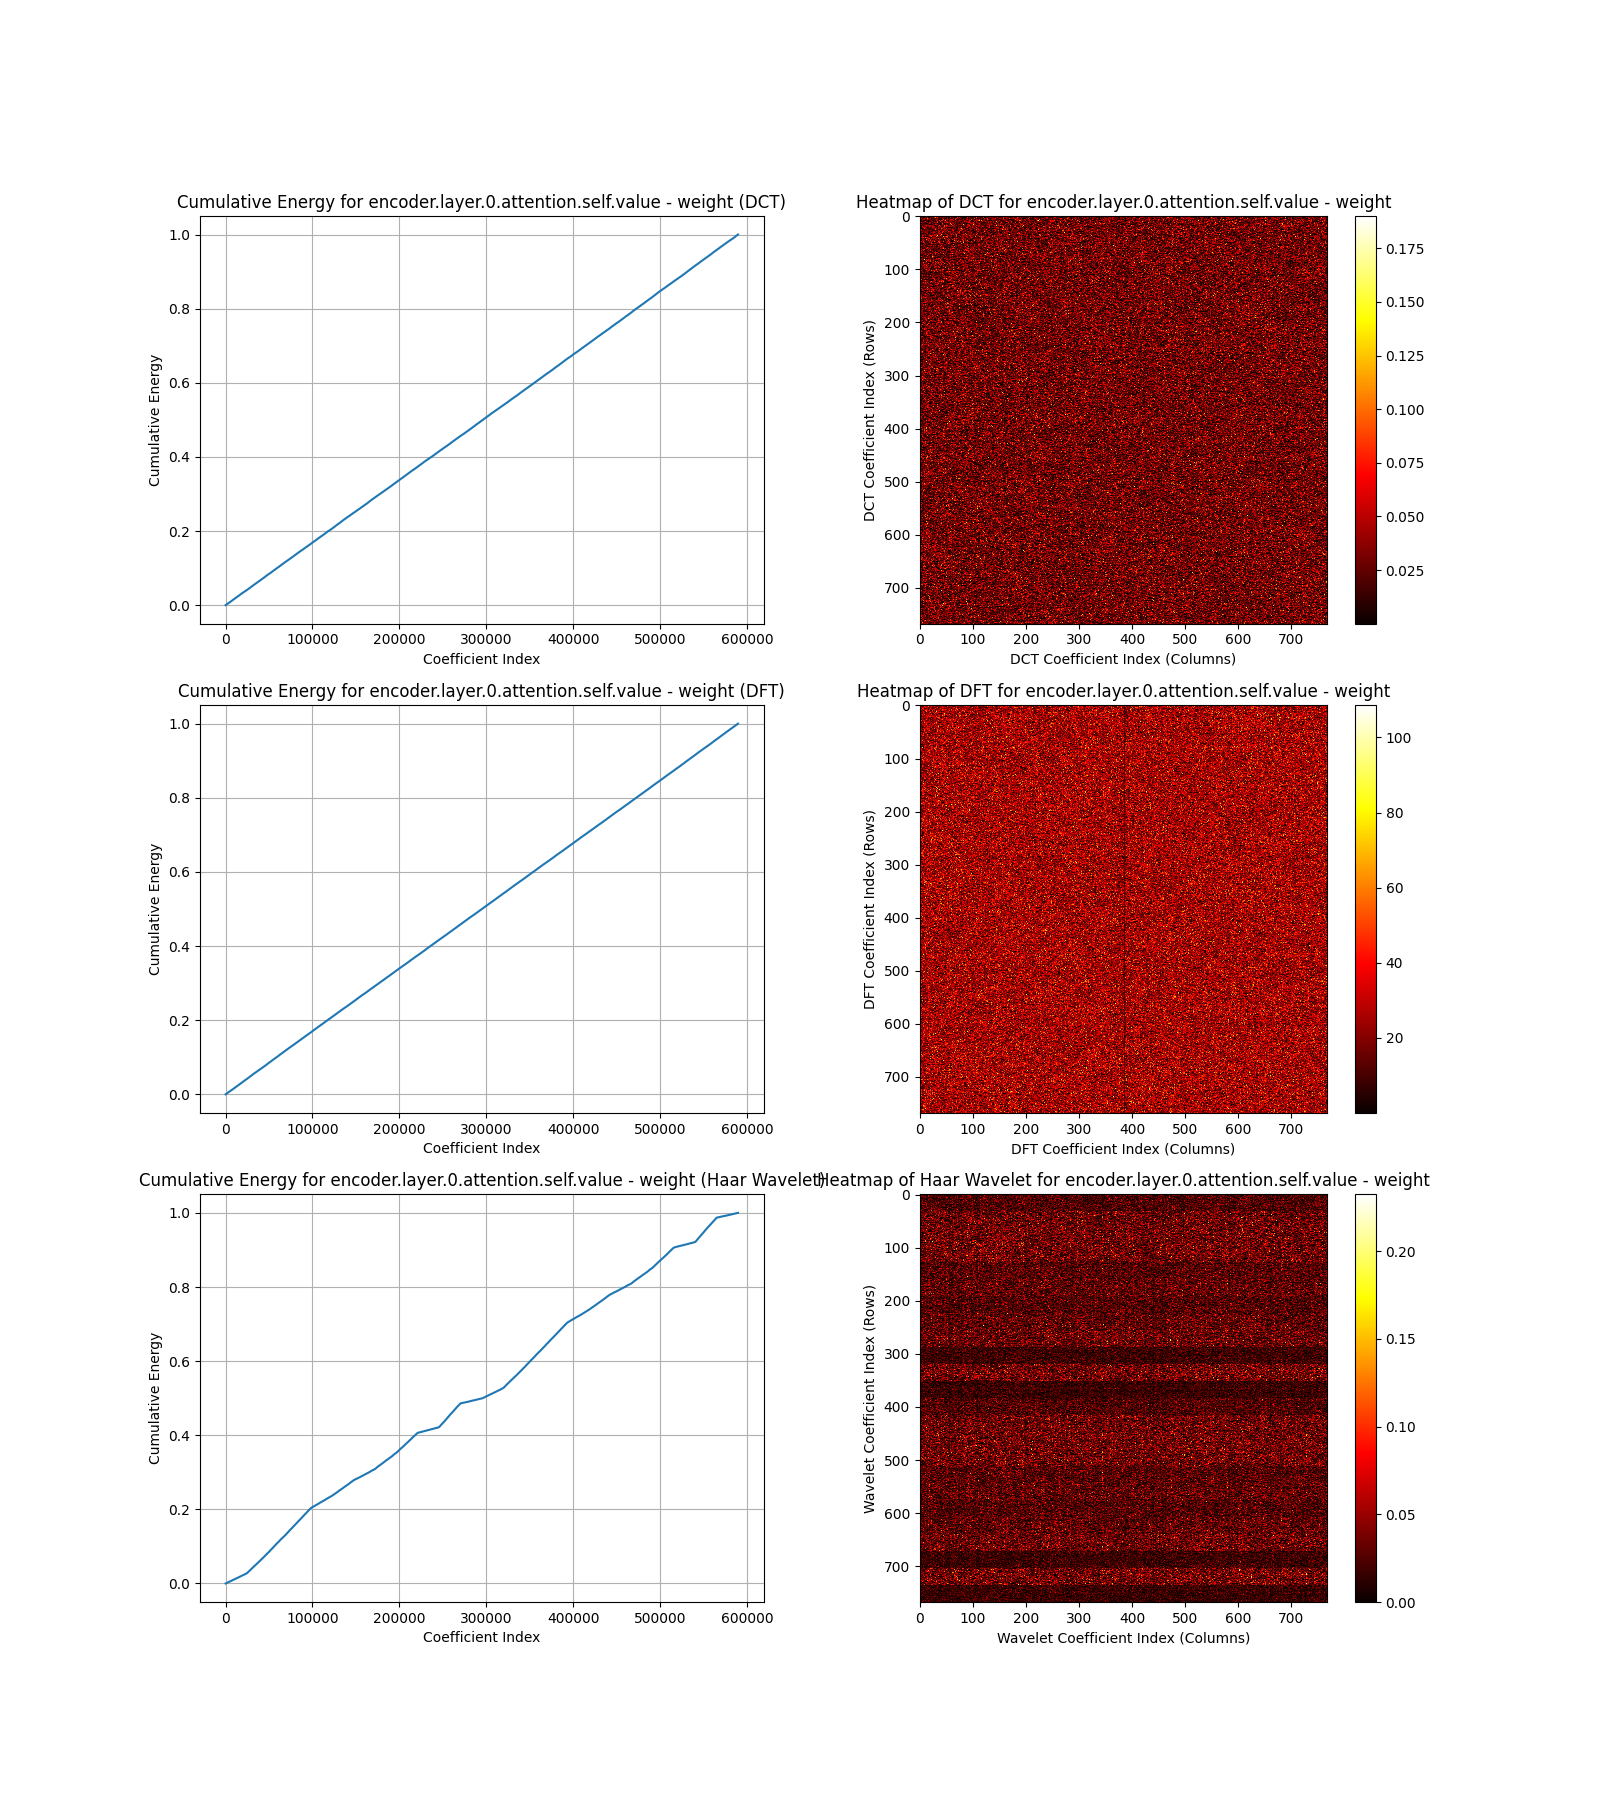 Cumulative Energy for encoder.layer.0.attention.self.value - weight (DCT)
1.0
0.8
0.6
0.4
0.2
0.0
Cumulative Energy
0 100000 200000 300000 400000 500000 600000
Coefficient Index
Heatmap of DCT for encoder.layer.0.attention.self.value - weight
0
100
200
300
400
500
600
700
DCT Coefficient Index (Rows)
0 100 200 300 400 500 600 700
DCT Coefficient Index (Columns)
0.175
0.150
0.125
0.100
0.075
0.050
0.025
Cumulative Energy for encoder.layer.0.attention.self.value - weight (DFT)
1.0
0.8
0.6
0.4
0.2
0.0
Cumulative Energy
0 100000 200000 300000 400000 500000 600000
Coefficient Index
Heatmap of DFT for encoder.layer.0.attention.self.value - weight
0
100
200
300
400
500
600
700
DFT Coefficient Index (Rows)
0 100 200 300 400 500 600 700
DFT Coefficient Index (Columns)
100
80
60
40
20
Cumulative Energy for encoder.layer.0.attention.self.value - weight (Haar Wavelet)
1.0
0.8
0.6
0.4
0.2
0.0
Cumulative Energy
0 100000 200000 300000 400000 500000 600000
Coefficient Index
Heatmap of Haar Wavelet for encoder.layer.0.attention.self.value - weight
0
100
200
300
400
500
600
700
Wavelet Coefficient Index (Rows)
0 100 200 300 400 500 600 700
Wavelet Coefficient Index (Columns)
0.20
0.15
0.10
0.05
0.00